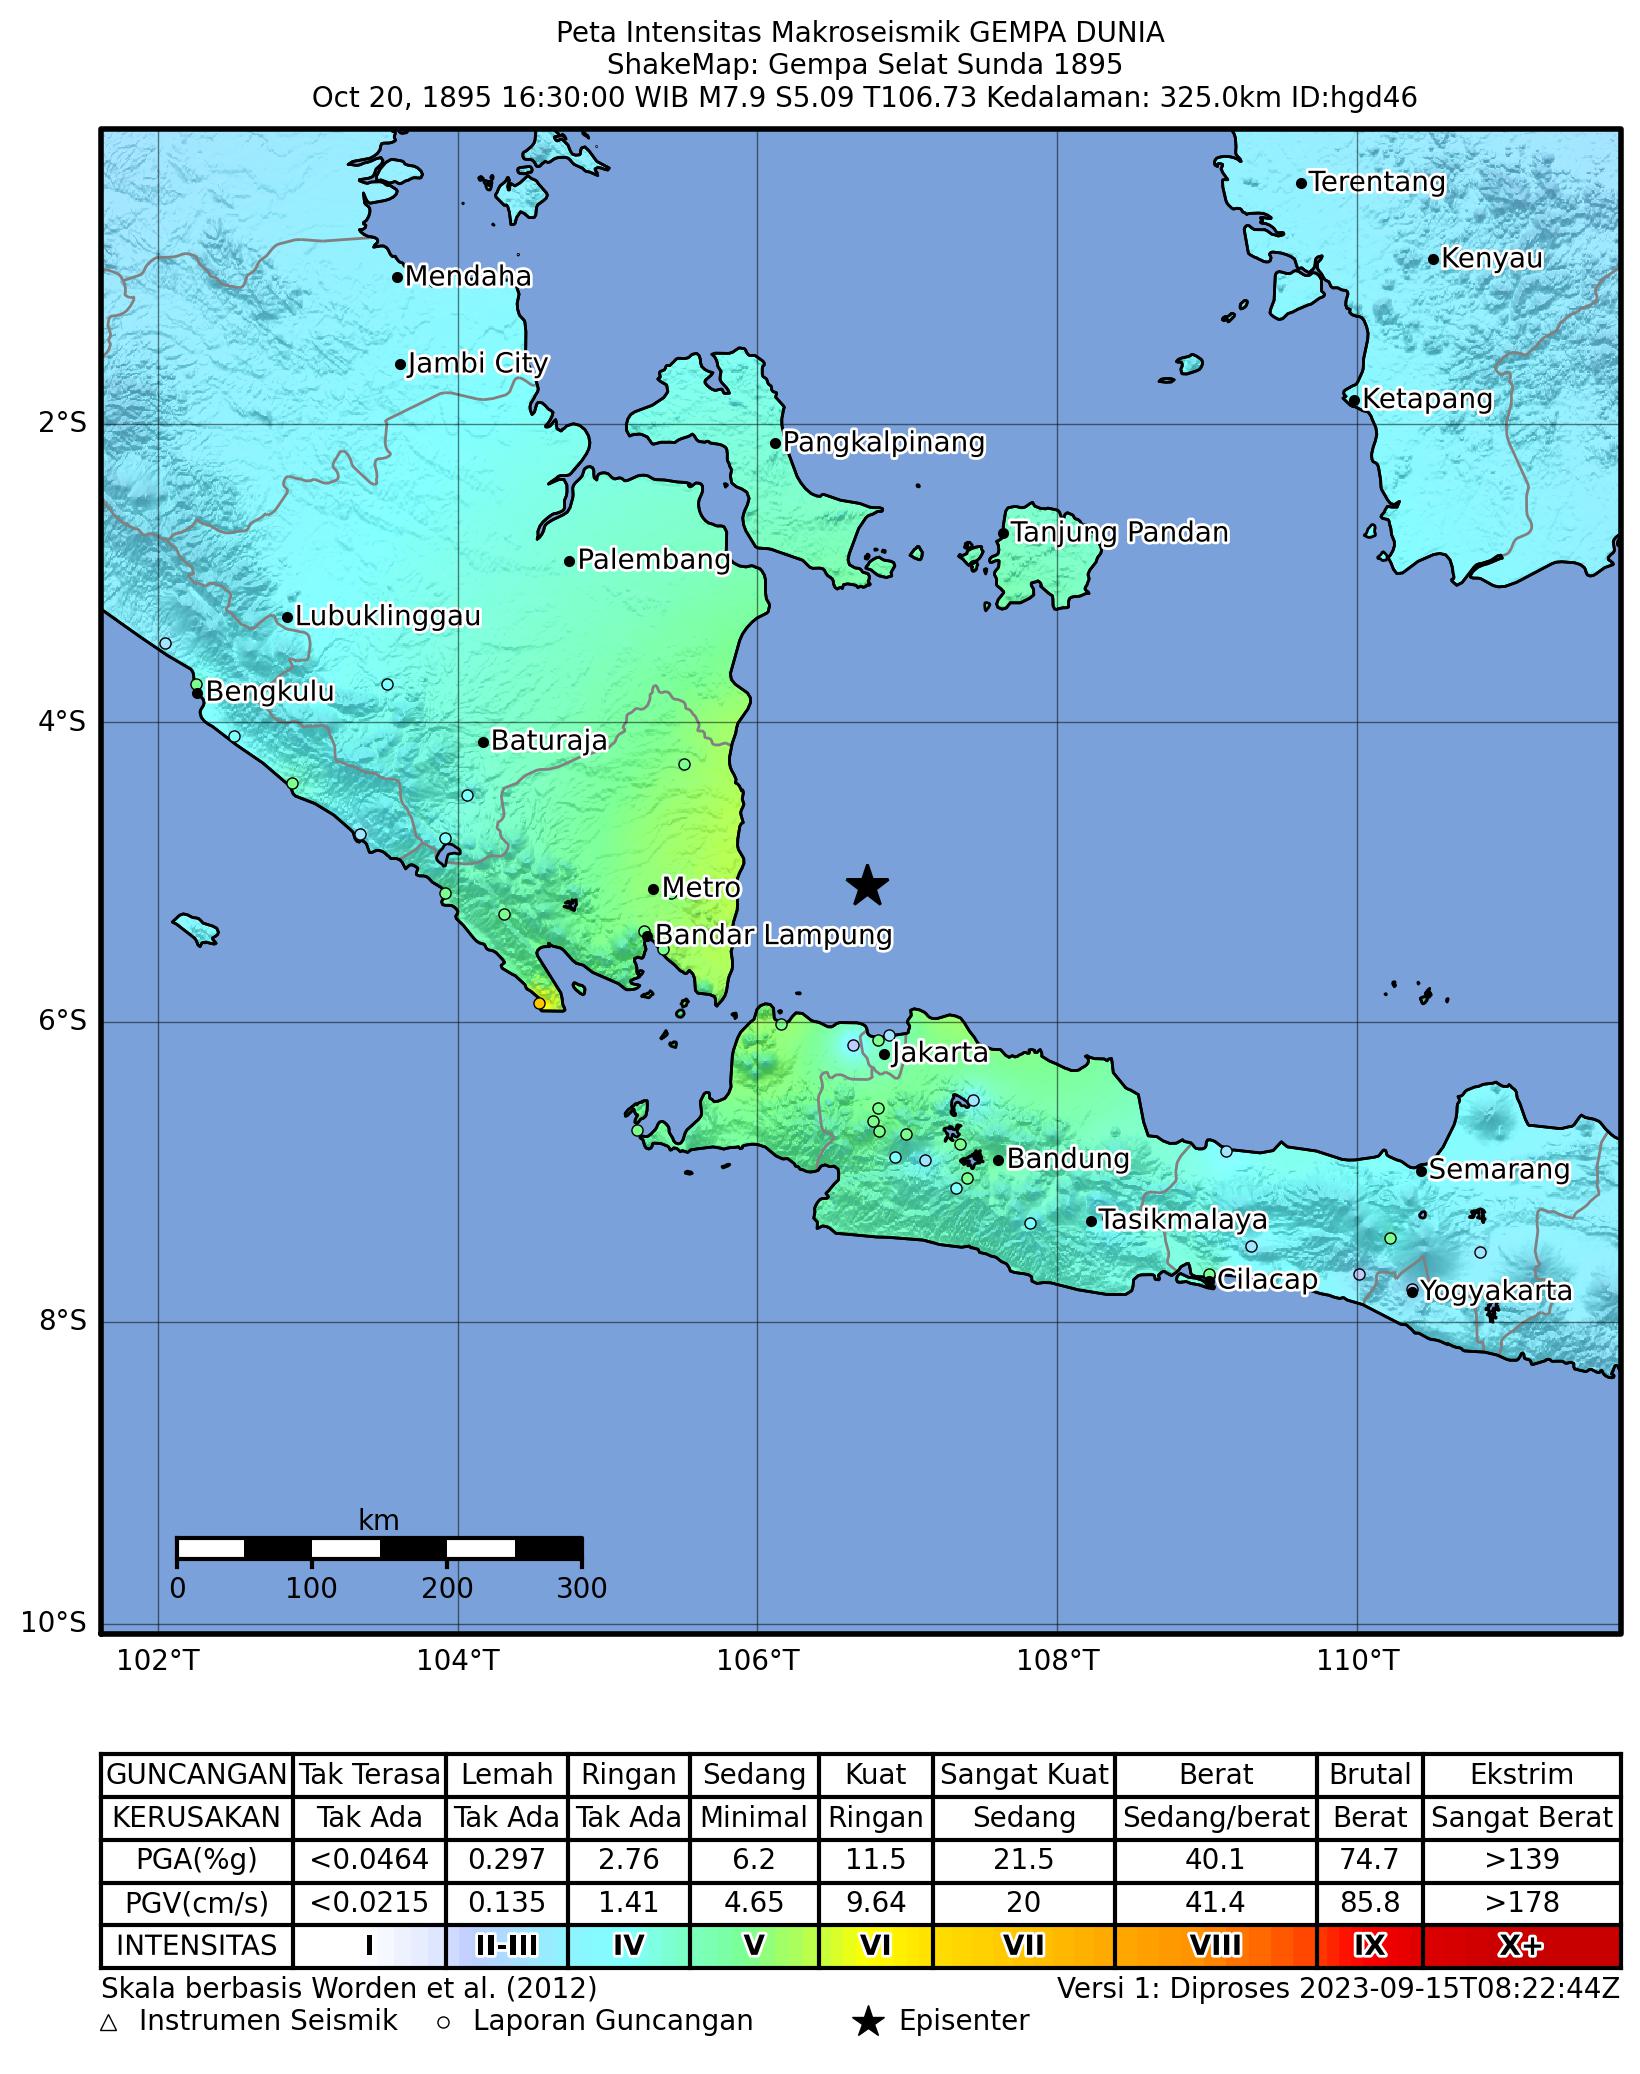 Peta Intensitas Makroseismik GEMPA DUNIA
ShakeMap: Gempa Selat Sunda 1895
Oct 20, 1895 16:30:00 WIB M7.9 S5.09 T106.73 Kedalaman: 325.0km ID:hgd46
Terentang
Kenyau
Mendaha
Jambi City
Ketapang
2°S
Pangkalpinang
Tanjung Pandan
Palembang
Lubuklinggau
Bengkulu
4°S
Baturaja
Metro
Bandar Lampung
6°S
Jakarta
Bandung
Semarang
Tasikmalaya
Cilacap
Yogyakarta
8°S
km
0 100 200 300
10°S
102°T 104°T 106°T 108°T 110°T
GUNCANGAN Tak Terasa Lemah Ringan Sedang Kuat Sangat Kuat Berat Brutal Ekstrim
KERUSAKAN Tak Ada Tak Ada Tak Ada Minimal Ringan Sedang Sedang/berat Berat Sangat Berat
PGA(%g) <0.0464 0.297 2.76 6.2 11.5 21.5 40.1 74.7 >139
PGV(cm/s) <0.0215 0.135 1.41 4.65 9.64 20 41.4 85.8 >178
INTENSITAS I II-III IV V VI VII VIII IX X+
Skala berbasis Worden et al. (2012) Versi 1: Diproses 2023-09-15T08:22:44Z
Instrumen Seismik Laporan Guncangan Episenter